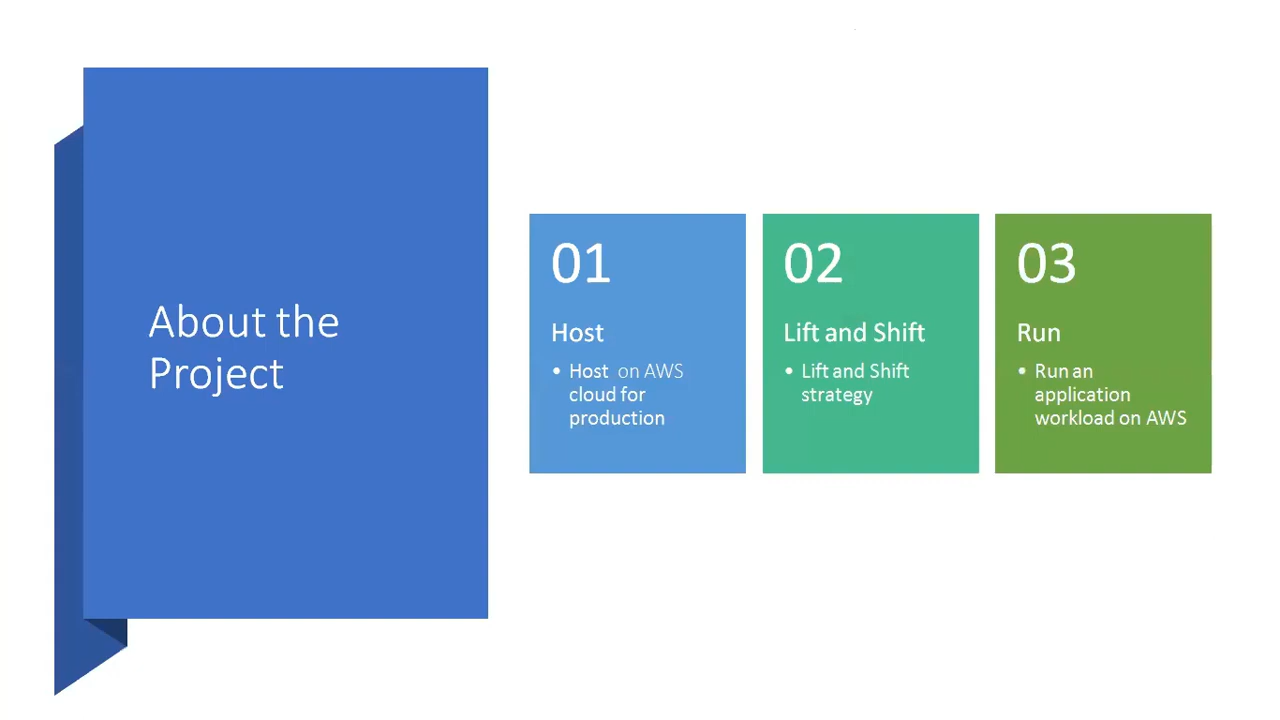 About the
Project
01
Host
• Host on AWS
cloud for
production
02
Lift and Shift
• Lift and Shift
strategy
03
Run
• Run an
application
workload on AWS